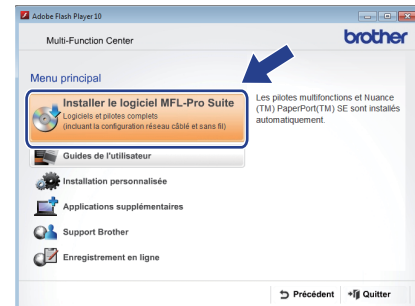 Adobe Flash Player 10
Multi-Function Center
brother
Menu principal
Installer le logiciel MFL-Pro Suite
Logiciels et pilotes complets
(incluant la configuration réseau câblé et sans fil)
Les pilotes multifonctions et Nuance
(TM) PaperPort(TM) SE sont installés
automatiquement.
Guides de l'utilisateur
Installation personnalisée
Applications supplémentaires
Support Brother
Enregistrement en ligne
Précédent
Quitter